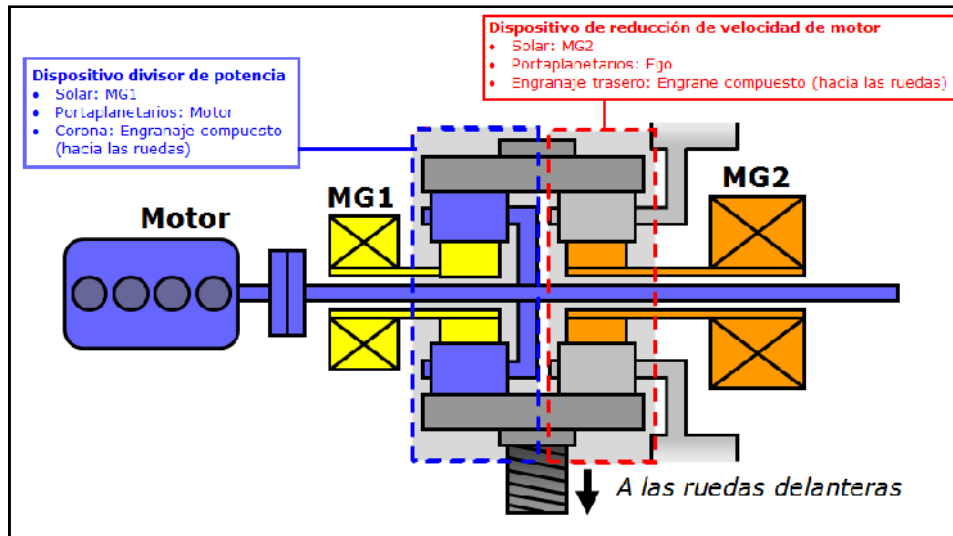 Dispositivo de reducción de velocidad de motor
• Solar: MG2
• Portaplanetarios: Fijo
• Engranaje trasero: Engrane compuesto (hacia las ruedas)
Dispositivo divisor de potencia
• Solar: MG1
• Portaplanetarios: Motor
• Corona: Engranaje compuesto
(hacia las ruedas)
MG1
MG2
Motor
A las ruedas delanteras